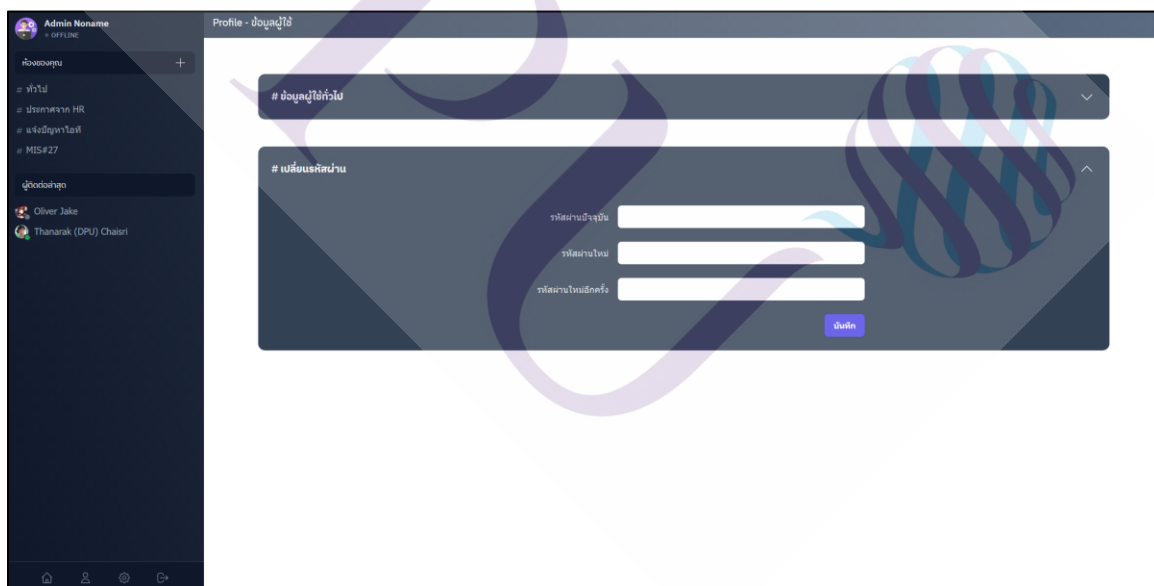 Admin Noname
OFFLINE
ห้องของคุณ
# ทั่วไป
# ประกาศจาก HR
# แจ้งปัญหาไอที
# MIS#27
ผู้ติดต่อล่าสุด
Oliver Jake
Thanarak (DPU) Chaisri
Profile - ข้อมูลผู้ใช้
# ข้อมูลผู้ใช้ทั่วไป
# เปลี่ยนรหัสผ่าน
รหัสผ่านปัจจุบัน
รหัสผ่านใหม่
รหัสผ่านใหม่อีกครั้ง
บันทึก